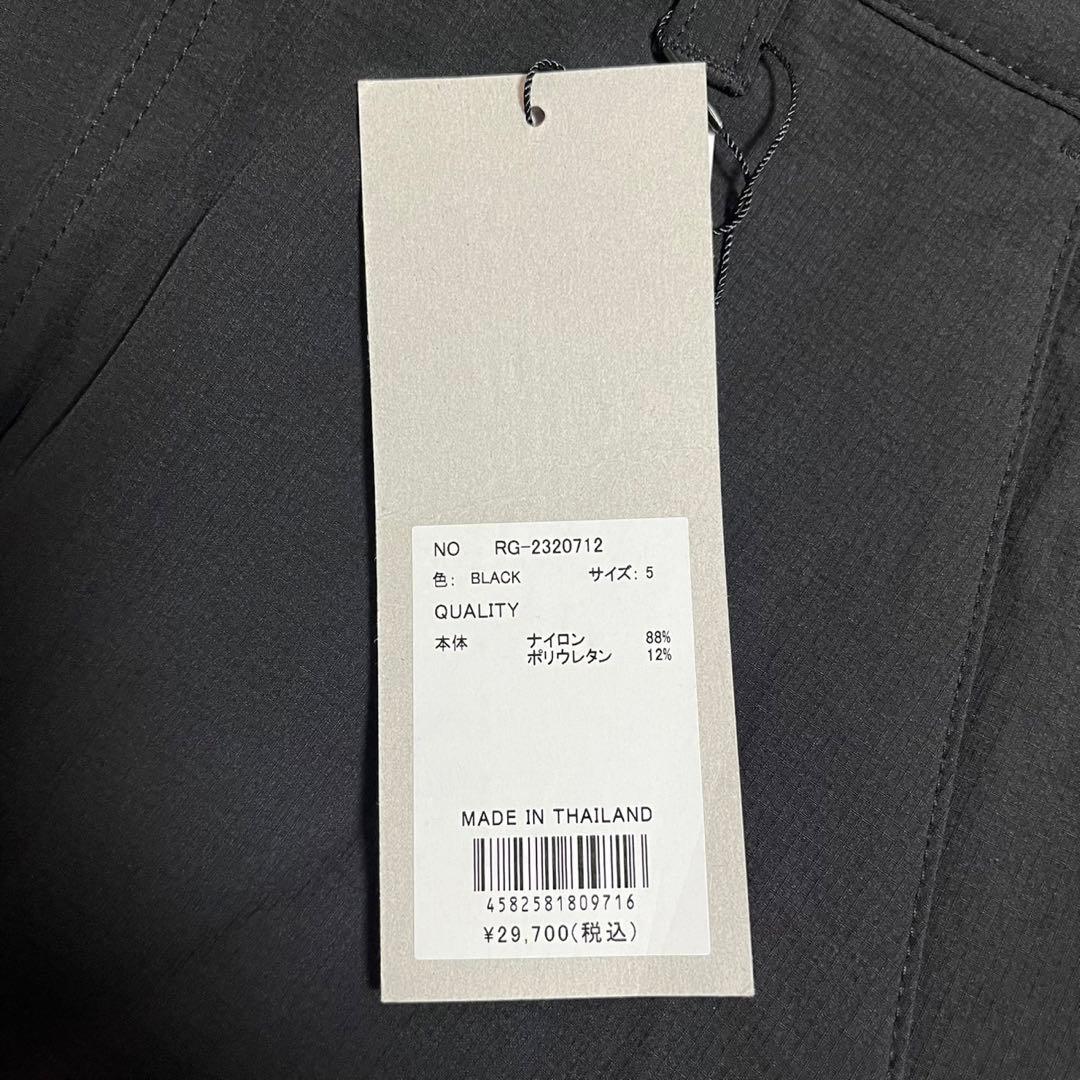 NO RG-2320712
色: BLACK サイズ: 5
QUALITY
本体 ナイロン 88%
ポリウレタン 12%
MADE IN THAILAND
4582581809716
¥29,700(税込)